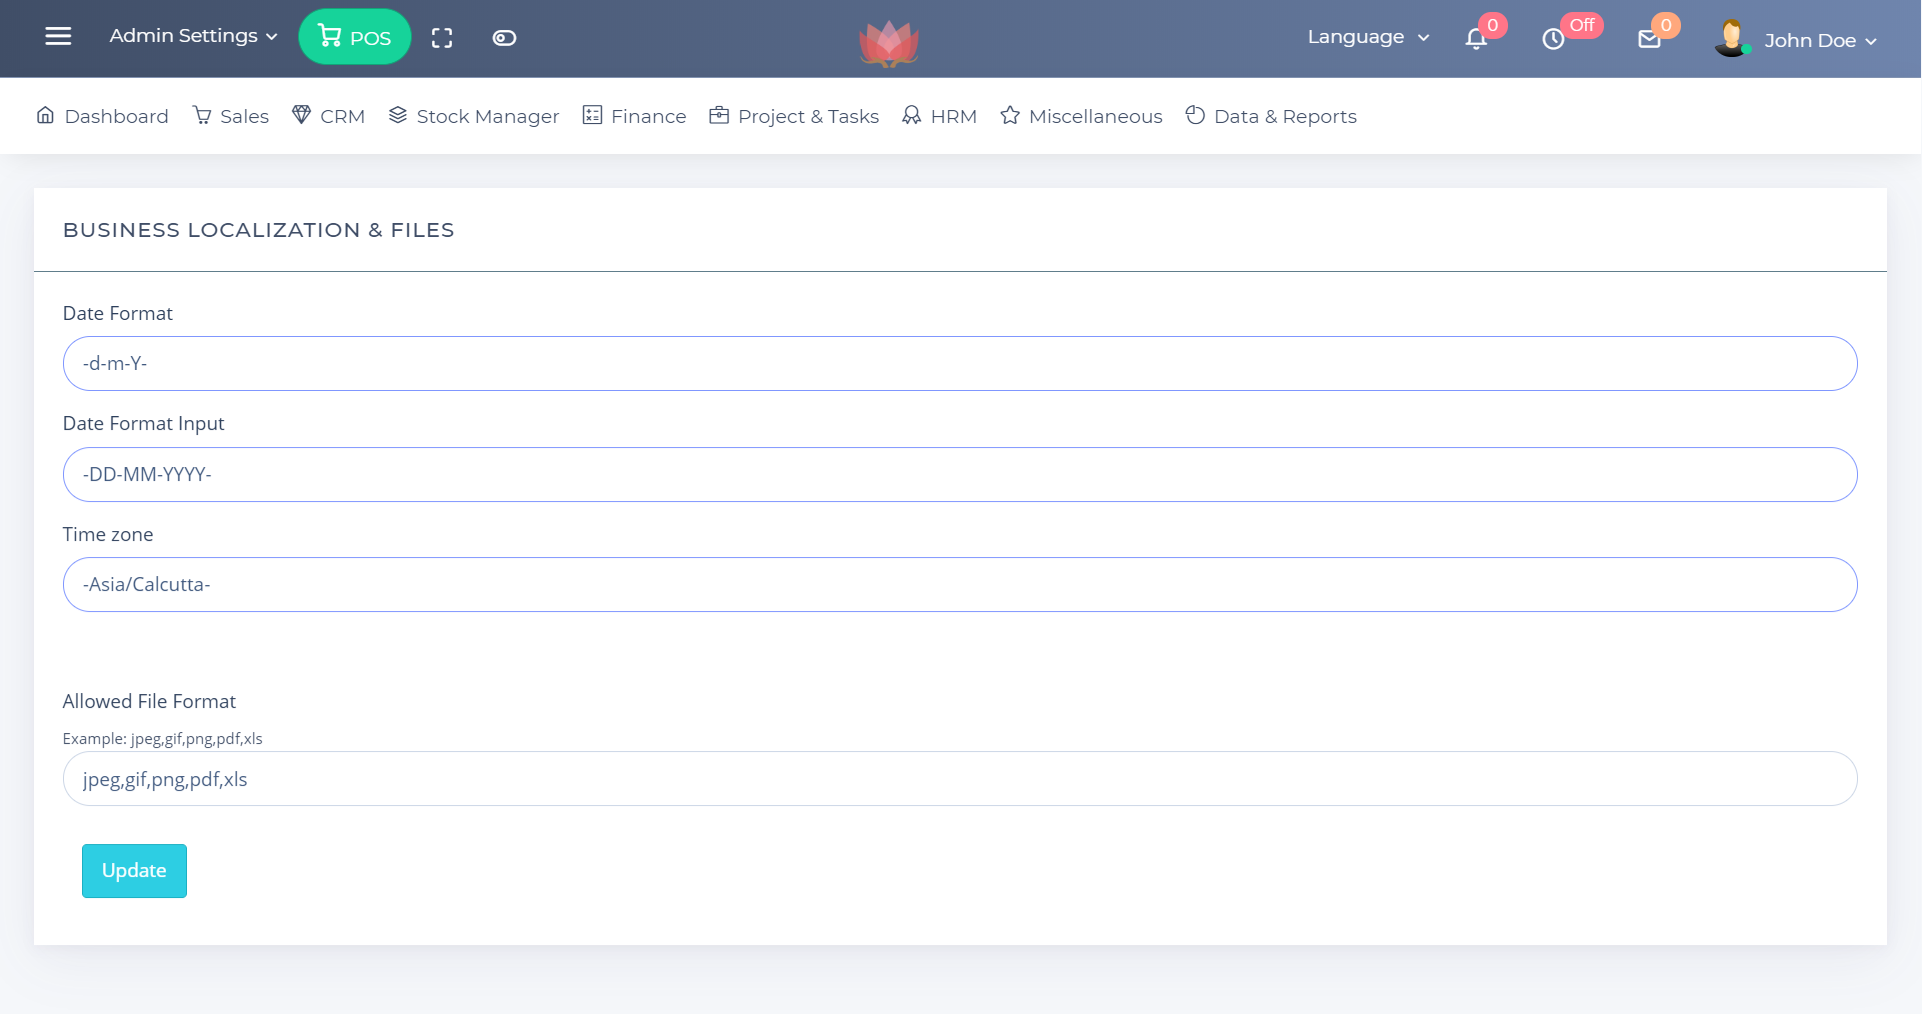 Admin Settings
POS
Language
0
Off
0
John Doe
Dashboard
Sales
CRM
Stock Manager
Finance
Project & Tasks
HRM
Miscellaneous
Data & Reports
BUSINESS LOCALIZATION & FILES
Date Format
-d-m-Y-
Date Format Input
-DD-MM-YYYY-
Time zone
-Asia/Calcutta-
Allowed File Format
Example: jpeg,gif,png,pdf,xls
jpeg,gif,png,pdf,xls
Update